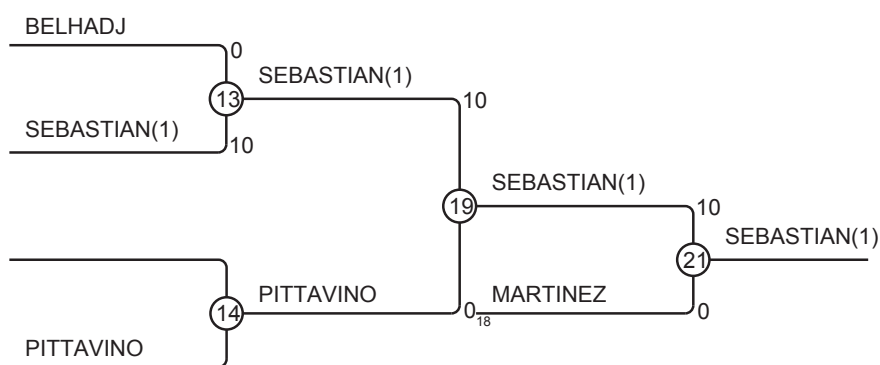 BELHADJ
0
SEBASTIAN(1)
13
10
SEBASTIAN(1)
10
SEBASTIAN(1)
19
10
SEBASTIAN(1)
21
14
PITTAVINO
0
18
MARTINEZ
0
PITTAVINO